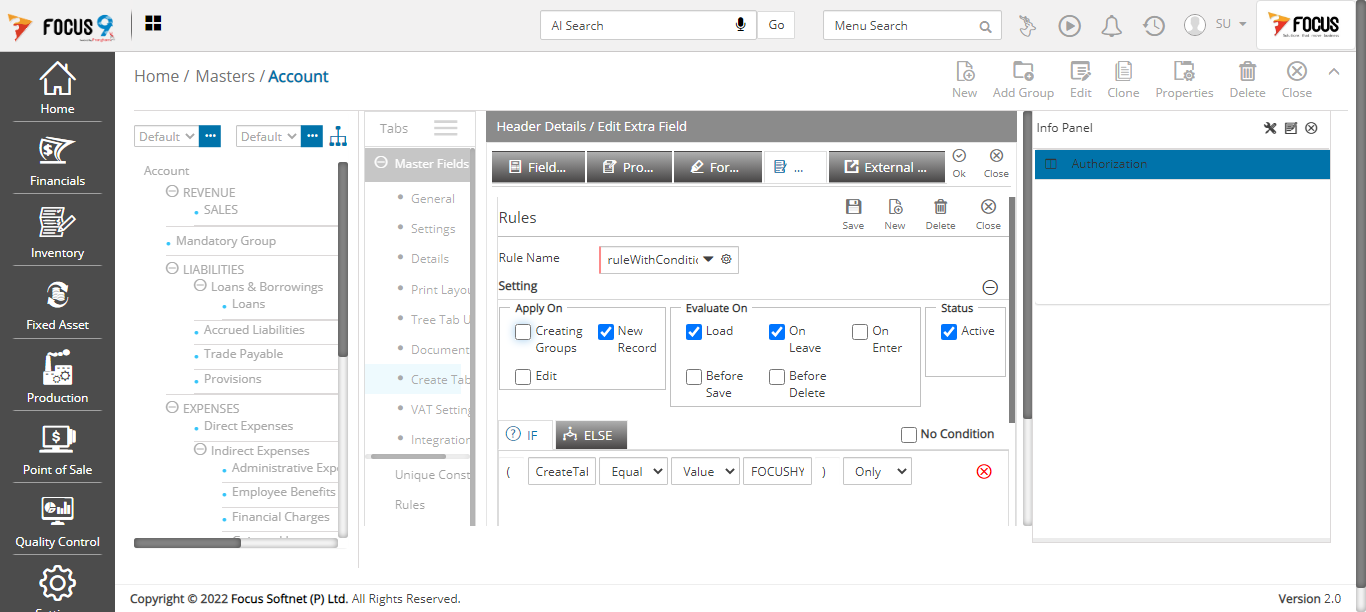 FOCUS 9
AI Search
Go
Menu Search
SU
FOCUS
Home
Financials
Inventory
Fixed Asset
Production
Point of Sale
Quality Control
Home / Masters / Account
New
Add Group
Edit
Clone
Properties
Delete
Close
Default
Default
Account
REVENUE
SALES
Mandatory Group
LIABILITIES
Loans & Borrowings
Loans
Accrued Liabilities
Trade Payable
Provisions
EXPENSES
Direct Expenses
Indirect Expenses
Administrative Exp
Employee Benefits
Financial Charges
Tabs
Master Fields
General
Settings
Details
Print Layou
Tree Tab U
Document
Create Tab
VAT Setting
Integration
Unique Const
Rules
Header Details / Edit Extra Field
Field...
Pro...
For...
...
External ...
Ok
Close
Rules
Save
New
Delete
Close
Rule Name
ruleWithConditic
Setting
Apply On
Creating Groups
New Record
Edit
Evaluate On
Load
On Leave
On Enter
Before Save
Before Delete
Status
Active
IF
ELSE
No Condition
( CreateTal Equal Value FOCUSHY ) Only
Info Panel
Authorization
Copyright © 2022 Focus Softnet (P) Ltd. All Rights Reserved.
Version 2.0